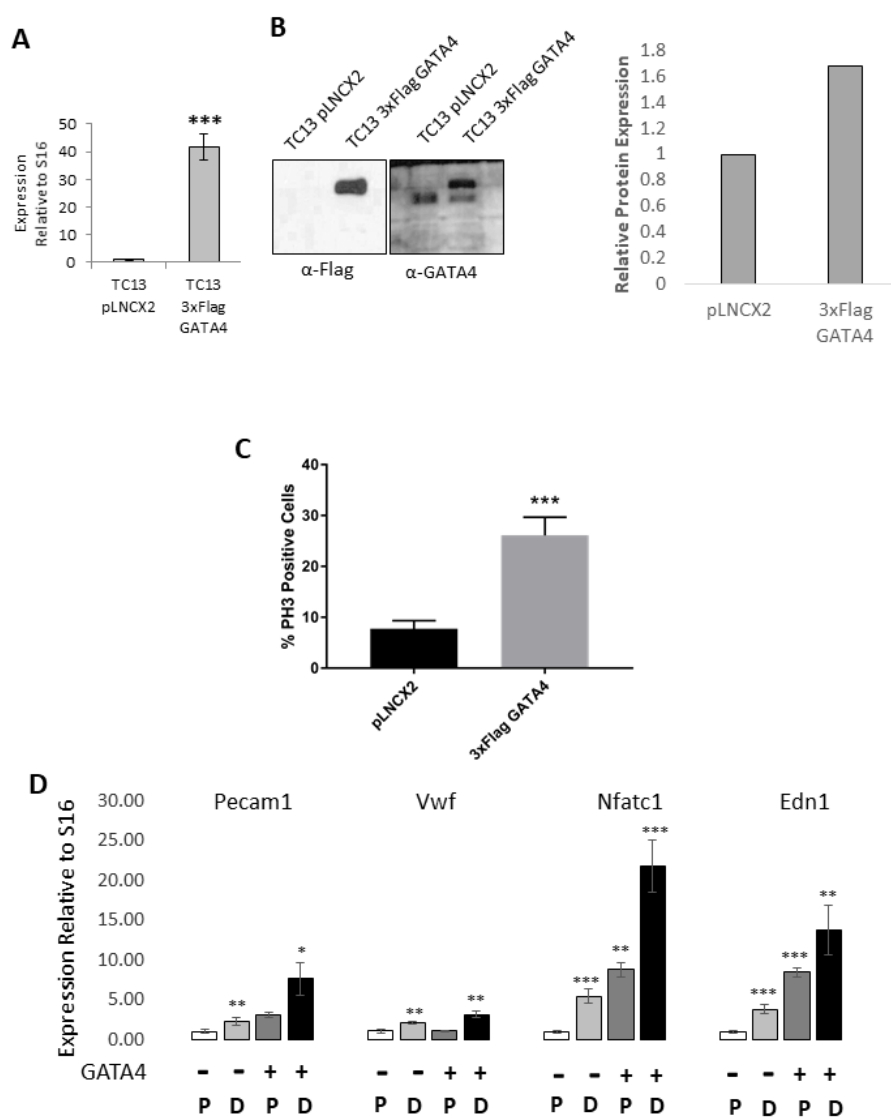 A
Expression
Relative to S16
50
40
30
20
10
0
***
TC13
pLNCX2
TC13
3xFlag
GATA4
B
TC13 pLNCX2
TC13 3xFlag GATA4
TC13 pLNCX2
TC13 3xFlag GATA4
α-Flag
α-GATA4
Relative Protein Expression
1.8
1.6
1.4
1.2
1
0.8
0.6
0.4
0.2
0
pLNCX2
3xFlag
GATA4
C
% PH3 Positive Cells
40
30
20
10
0
***
pLNCX2
3xFlag GATA4
D
Expression Relative to S16
30.00
25.00
20.00
15.00
10.00
5.00
0.00
Pecam1
** *
Vwf
** **
Nfatc1
*** ** ***
Edn1
*** *** **
GATA4 - - + + - - + + - - + + - - + +
P D P D P D P D P D P D P D P D